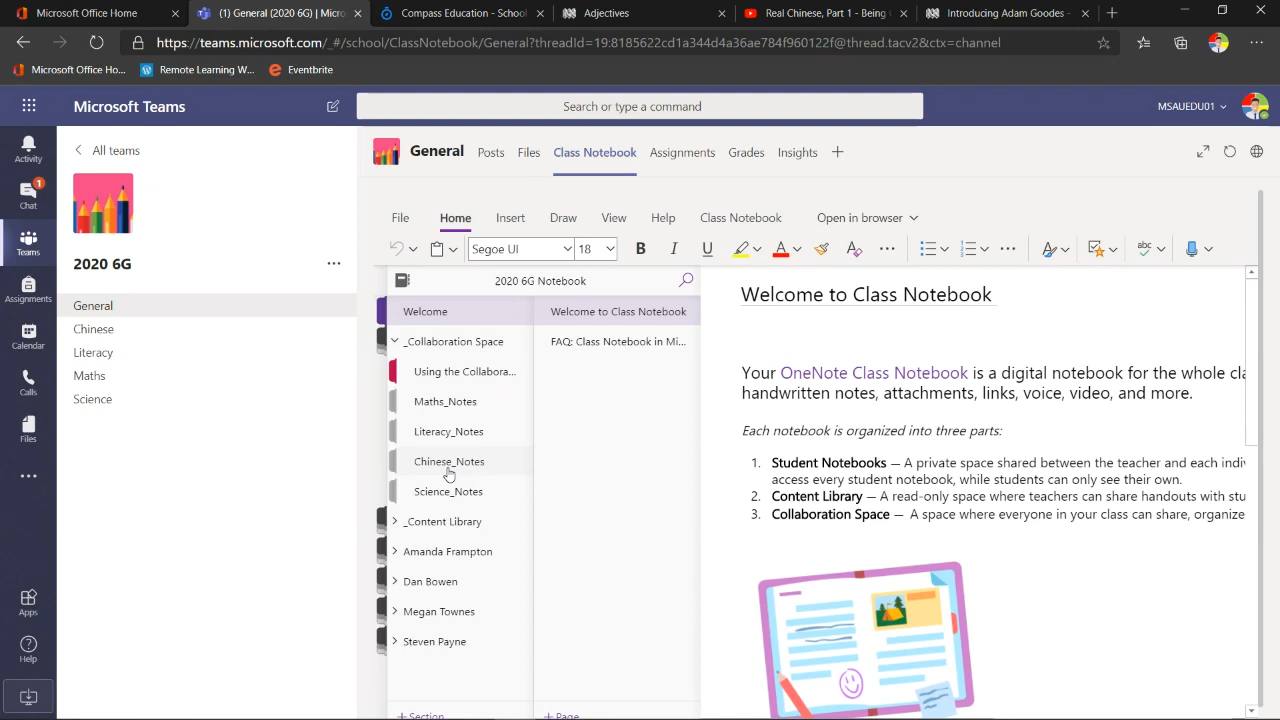 Microsoft Office Home
(1) General (2020 6G) | Micro
Compass Education - School
Adjectives
Real Chinese, Part 1 - Being
Introducing Adam Goodes -
https://teams.microsoft.com/_#/school/ClassNotebook/General?threadId=19:8185622cd1a344d4a36ae784f960122f@thread.tacv2&ctx=channel
Microsoft Office Ho...
Remote Learning W...
Eventbrite
Microsoft Teams
Search or type a command
MSAUEDU01
Activity
Chat
1
Teams
Assignments
Calendar
Calls
Files
Apps
Help
All teams
2020 6G
General
Chinese
Literacy
Maths
Science
General Posts Files Class Notebook Assignments Grades Insights
File Home Insert Draw View Help Class Notebook Open in browser
Segoe UI 18 B I U A A abc
2020 6G Notebook
Welcome
_Collaboration Space
Using the Collabora...
Maths_Notes
Literacy_Notes
Chinese_Notes
Science_Notes
_Content Library
Amanda Frampton
Dan Bowen
Megan Townes
Steven Payne
+ Section
Welcome to Class Notebook
FAQ: Class Notebook in Mi...
+ Page
Welcome to Class Notebook
Your OneNote Class Notebook is a digital notebook for the whole cla
handwritten notes, attachments, links, voice, video, and more.
Each notebook is organized into three parts:
1. Student Notebooks — A private space shared between the teacher and each indiv
access every student notebook, while students can only see their own.
2. Content Library — A read-only space where teachers can share handouts with stu
3. Collaboration Space — A space where everyone in your class can share, organize